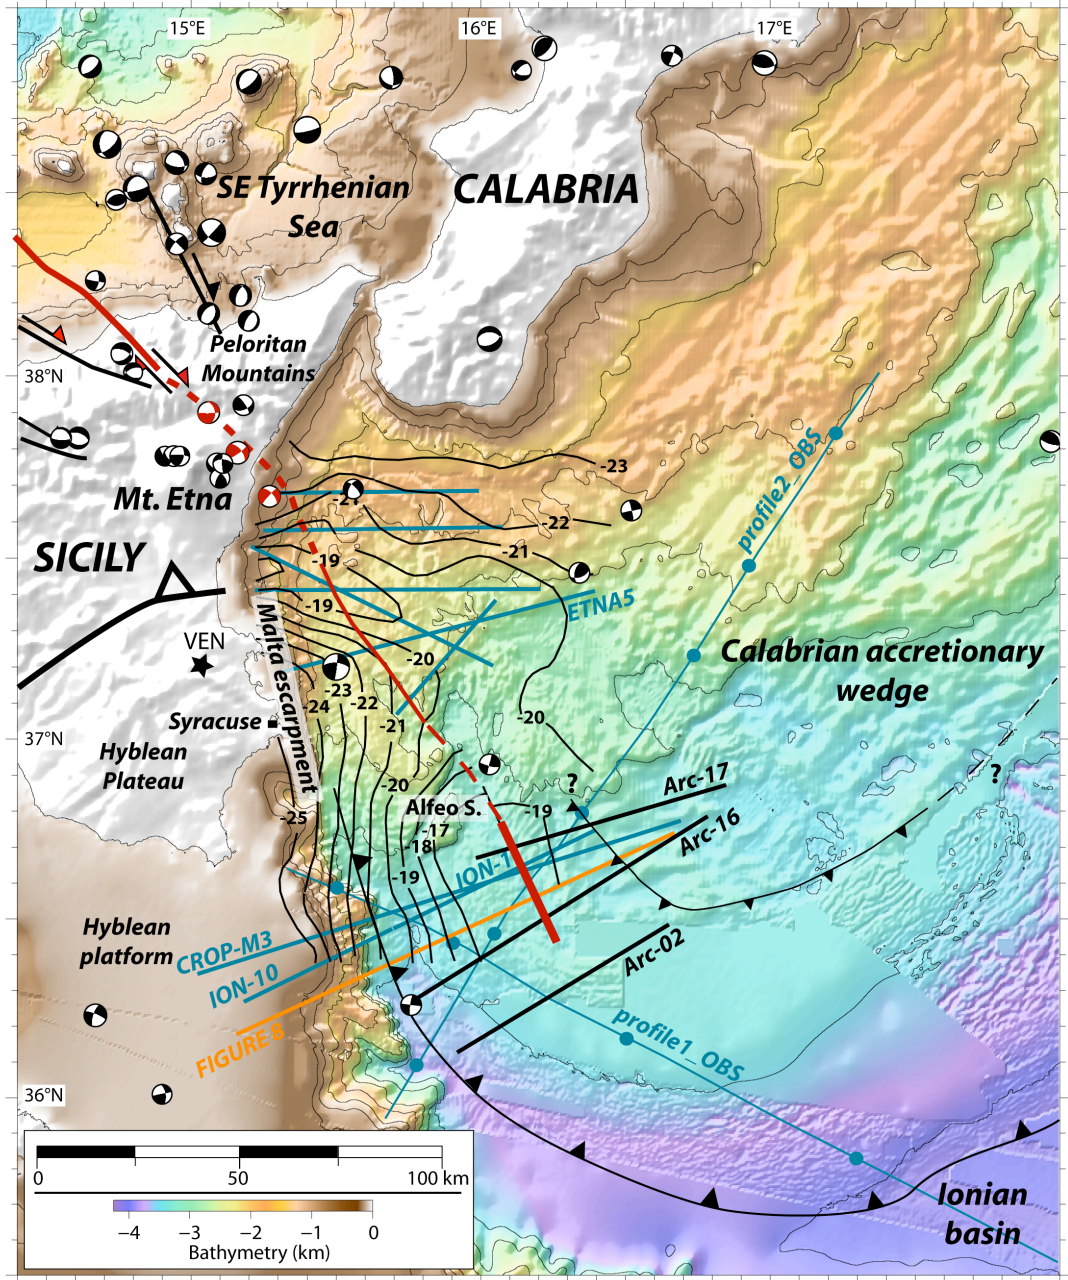 15°E
16°E
17°E
SE Tyrrhenian
Sea
CALABRIA
Peloritan
Mountains
38°N
-23
profile2_OBS
Mt. Etna
-22
-21
SICILY
-19
-19
ETNA5
VEN
Malta escarpment
-20
Calabrian accretionary
wedge
-23
-22
-24
-21
-20
Syracuse
37°N
Hyblean
Plateau
-20
?
?
Arc-17
Alfeo S.
-19
-25
-17
-18
Arc-16
-19
ION-1
Hyblean
platform
CROP-M3
Arc-02
ION-10
FIGURE 8
profile1_OBS
36°N
0
50
100 km
Ionian
basin
−4
−3
−2
−1
0
Bathymetry (km)